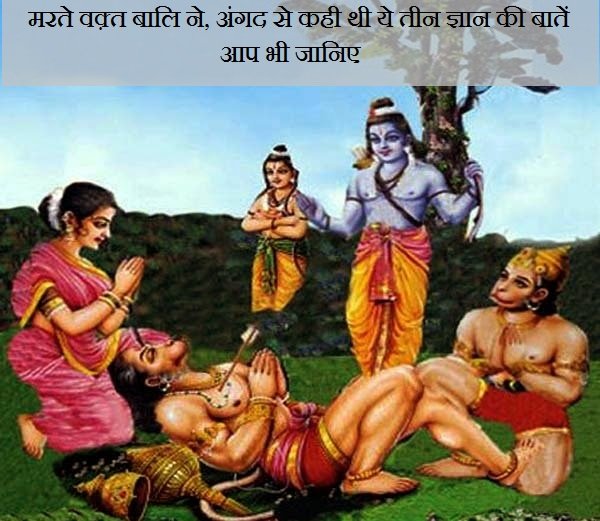 मरते वक़्त बालि ने, अंगद से कही थी ये तीन ज्ञान की बातें
आप भी जानिए